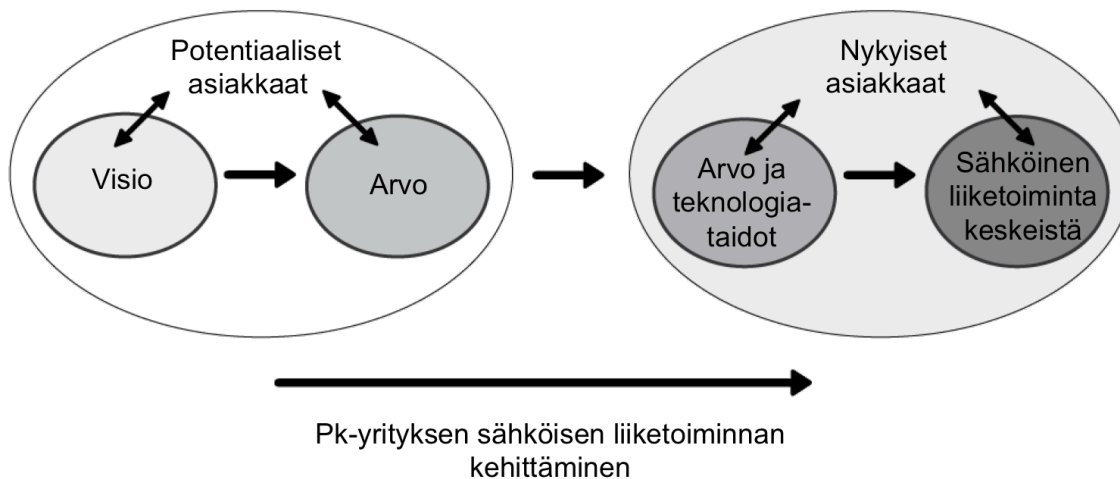 Potentiaaliset
asiakkaat
Visio
Arvo
Nykyiset
asiakkaat
Arvo ja
teknologia-
taidot
Sähköinen
liiketoiminta
keskeistä
Pk-yrityksen sähköisen liiketoiminnan
kehittäminen